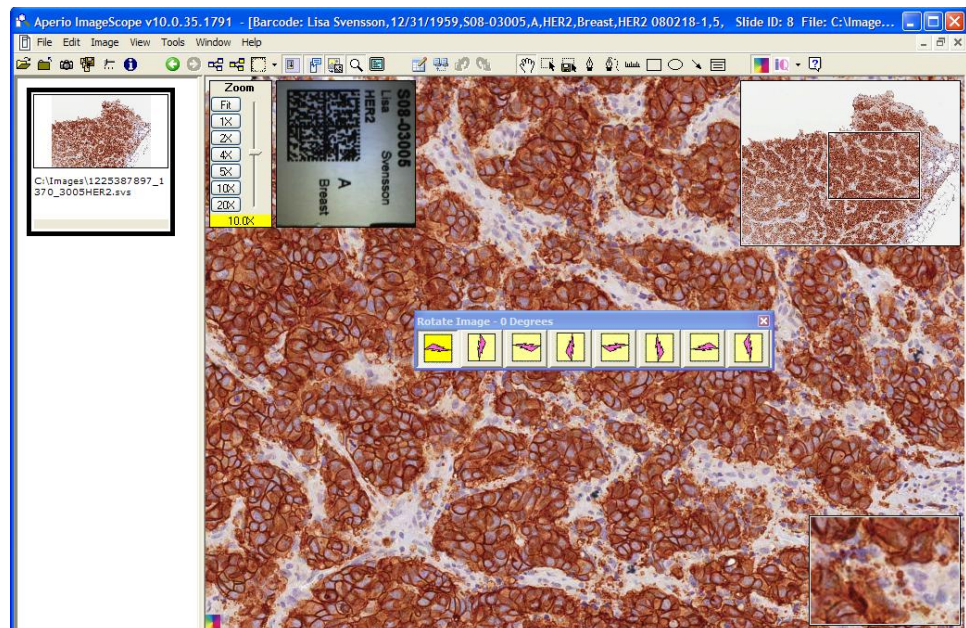 Aperio ImageScope v10.0.35.1791 - [Barcode: Lisa Svensson,12/31/1959,S08-03005,A,HER2,Breast,HER2 080218-1,5, Slide ID: 8 File: C:\Image...
File Edit Image View Tools Window Help
iQ
Zoom
Fit
1X
2X
4X
5X
10X
20X
10.0X
S08-03005
Lisa Svensson
HER2
A
Breast
C:\Images\1225387897_1
370_3005HER2.svs
Rotate Image - 0 Degrees